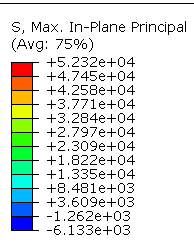 S, Max. In-Plane Principal
(Avg: 75%)
+5.232e+04
+4.745e+04
+4.258e+04
+3.771e+04
+3.284e+04
+2.797e+04
+2.309e+04
+1.822e+04
+1.335e+04
+8.481e+03
+3.609e+03
-1.262e+03
-6.133e+03